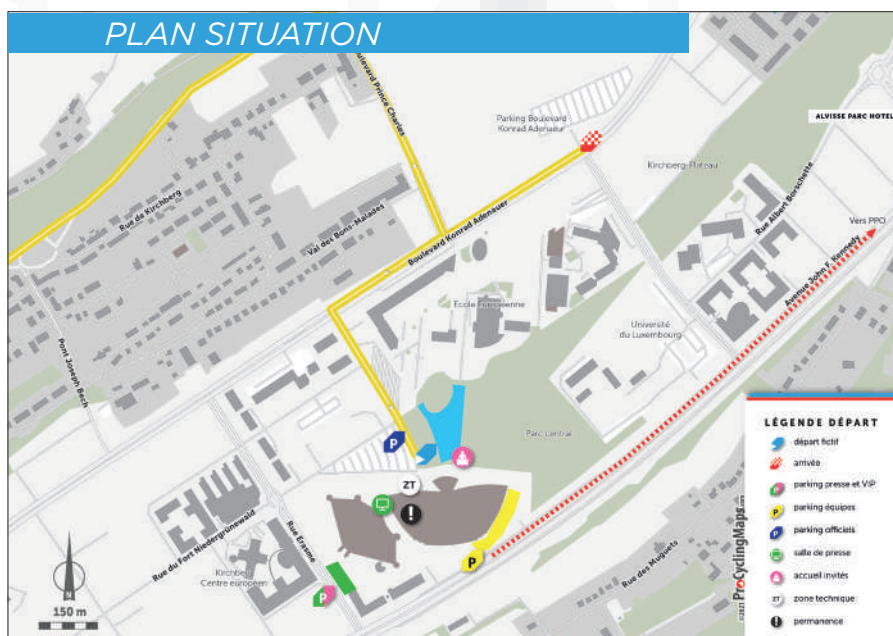 PLAN SITUATION
Boulevard Prince Charles
Parking Boulevard
Konrad Adenaeur
ALVISSE PARC HOTEL
Kirchberg-Plateau
Rue de Kirchberg
Val des Bons-Malades
Rue Albert Borschette
Vers PPO
Boulevard Konrad Adenauer
Avenue John F. Kennedy
Ecole Européenne
Université
du Luxembourg
Pont Joseph Bech
Parc central
P
ZT
!
P
Rue du Fort Niedergrünewald
Rue Erasme
Kirchberg
Centre européen
P
Rue des Muguets
N
150 m
©2021 ProCyclingMaps.com
LÉGENDE DÉPART
départ fictif
arrivée
P parking presse et VIP
P parking équipes
P parking officiels
salle de presse
accueil invités
ZT zone technique
! permanence